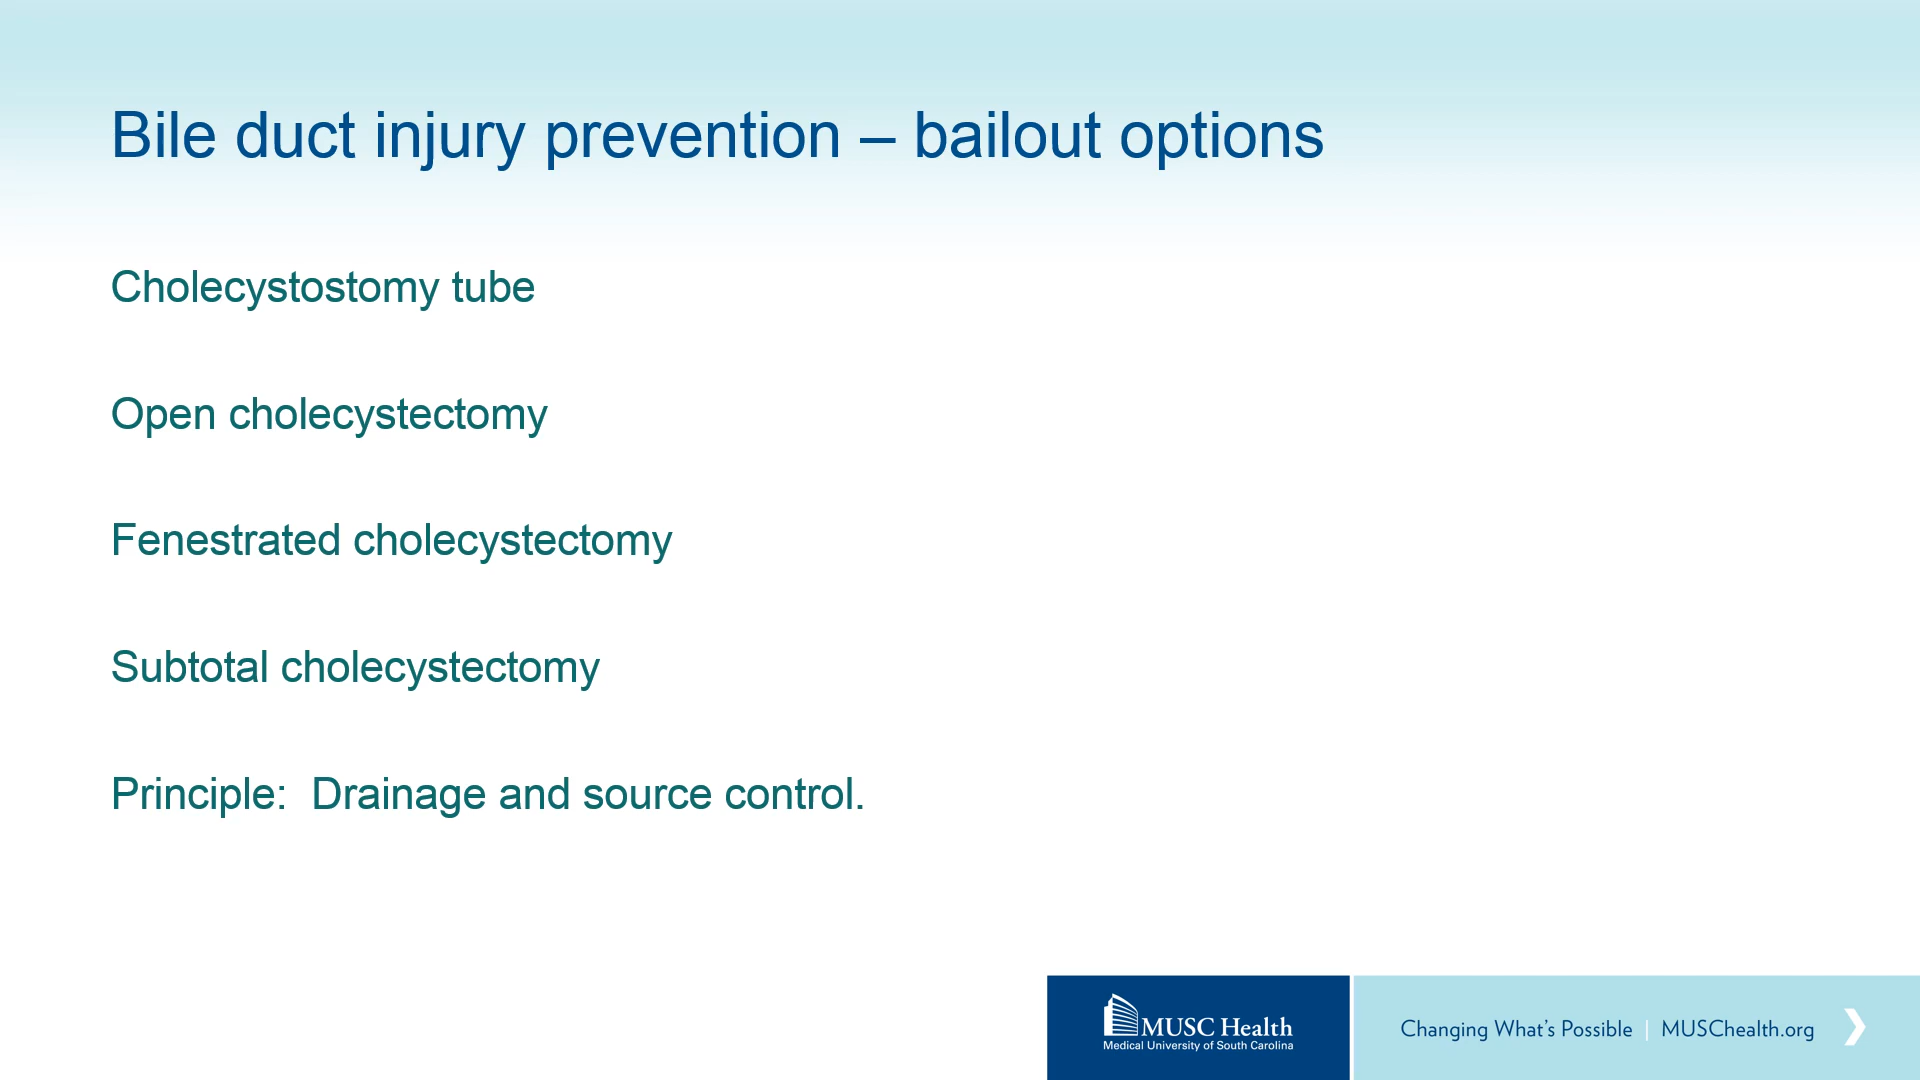 Bile duct injury prevention – bailout options
Cholecystostomy tube
Open cholecystectomy
Fenestrated cholecystectomy
Subtotal cholecystectomy
Principle:  Drainage and source control.
MUSC Health
Medical University of South Carolina
Changing What’s Possible | MUSChealth.org